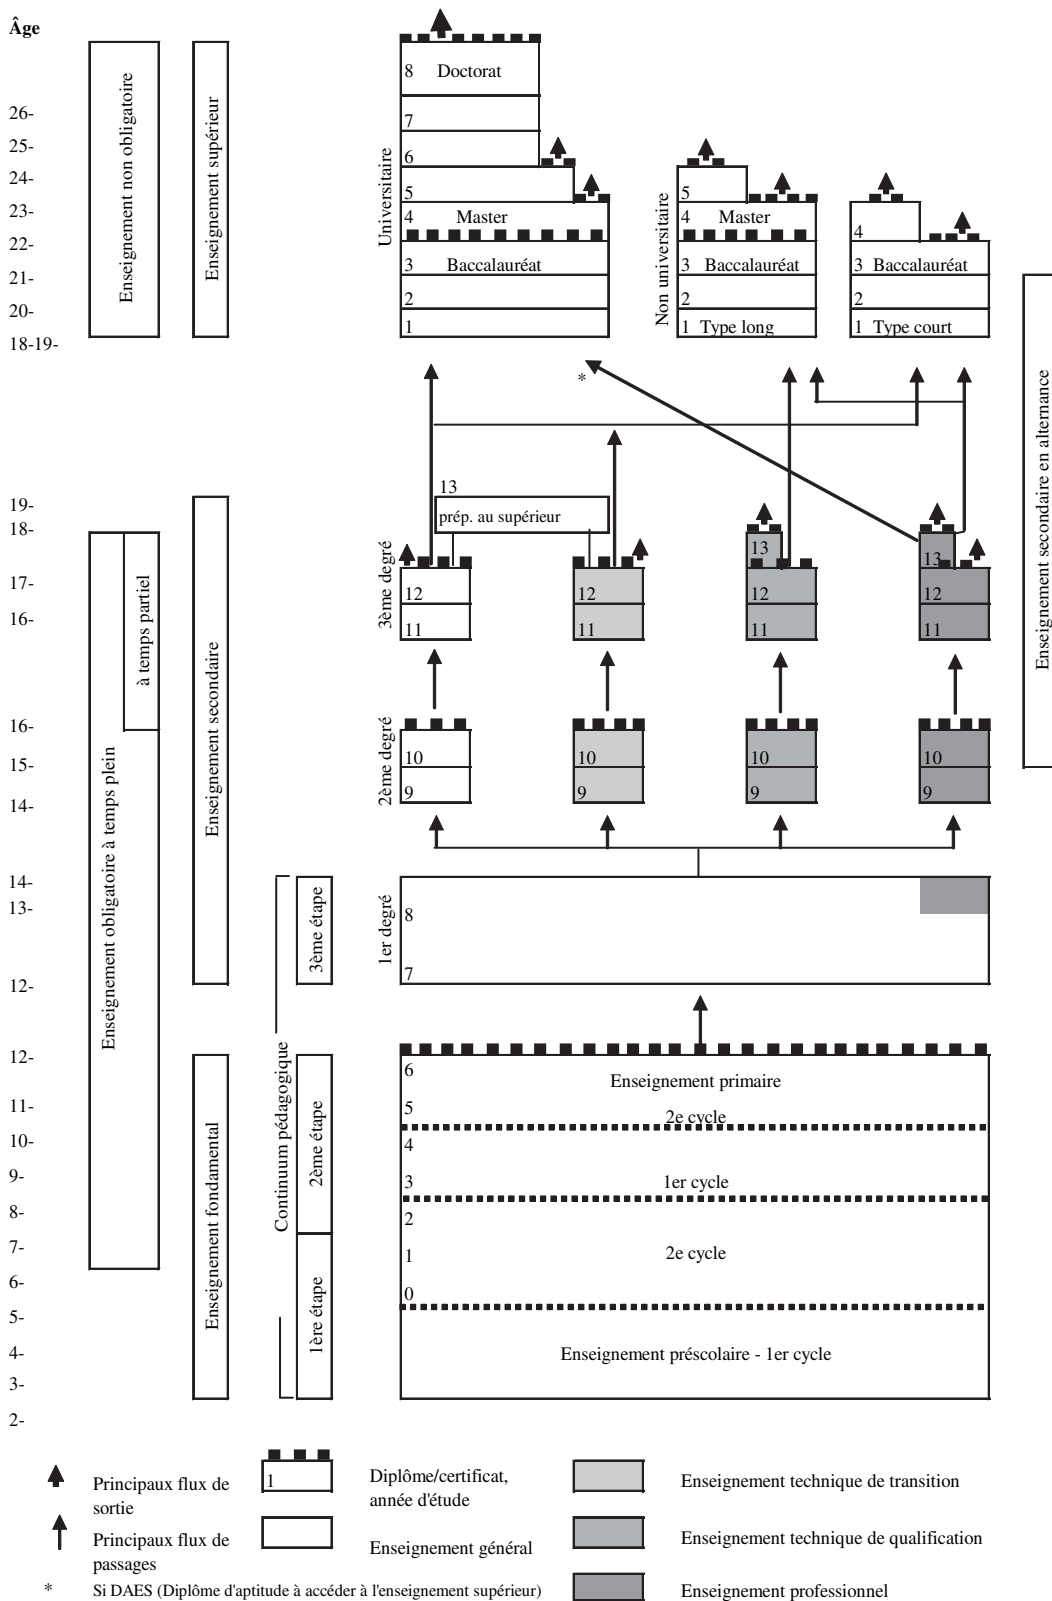 Âge
26-
25-
24-
23-
22-
21-
20-
18-19-
19-
18-
17-
16-
16-
15-
14-
14-
13-
12-
12-
11-
10-
9-
8-
7-
6-
5-
4-
3-
2-
Enseignement non obligatoire
Enseignement supérieur
Enseignement obligatoire à temps plein
à temps partiel
Enseignement secondaire
Enseignement fondamental
Continuum pédagogique
3ème étape
2ème étape
1ère étape
Universitaire
8 Doctorat
7
6
5
4 Master
3 Baccalauréat
2
1
Non universitaire
5
4 Master
3 Baccalauréat
2
1 Type long
4
3 Baccalauréat
2
1 Type court
*
Enseignement secondaire en alternance
13
prép. au supérieur
3ème degré
12
11
12
11
13
12
11
13
12
11
2ème degré
10
9
10
9
10
9
10
9
1er degré
8
7
6
Enseignement primaire
5
2e cycle
4
3
1er cycle
2
1
2e cycle
0
Enseignement préscolaire - 1er cycle
Principaux flux de
sortie
Principaux flux de
passages
* Si DAES (Diplôme d'aptitude à accéder à l'enseignement supérieur)
1
Diplôme/certificat,
année d'étude
Enseignement général
Enseignement technique de transition
Enseignement technique de qualification
Enseignement professionnel